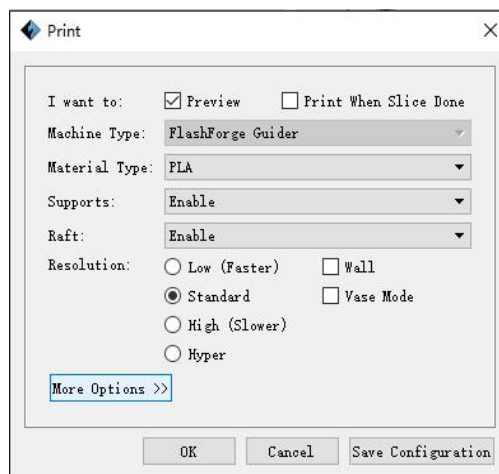 Print
I want to: Preview Print When Slice Done
Machine Type: FlashForge Guider
Material Type: PLA
Supports: Enable
Raft: Enable
Resolution: Low (Faster) Wall
Standard Vase Mode
High (Slower)
Hyper
More Options >>
OK Cancel Save Configuration